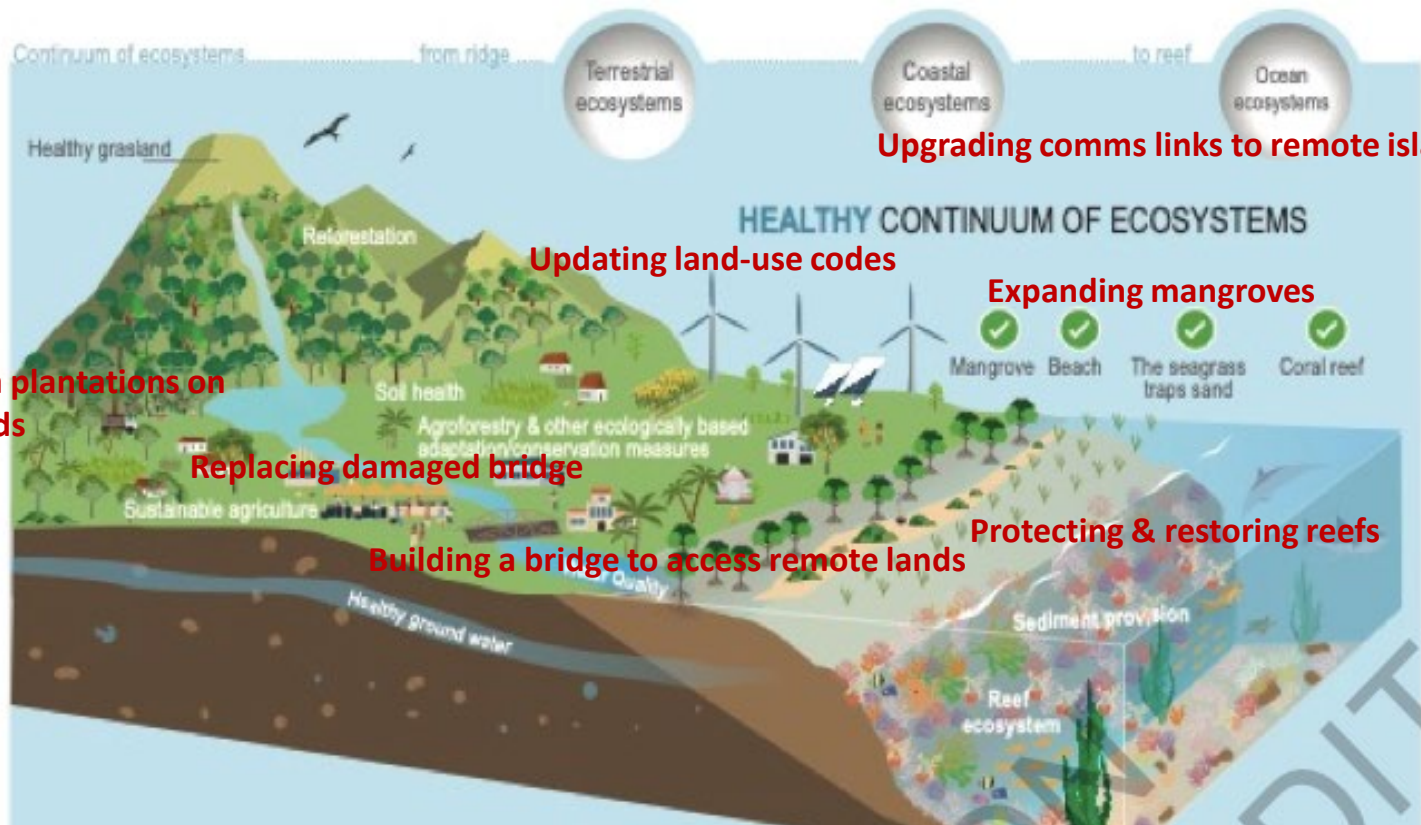 Continuum of ecosystems
from ridge
to reef
Terrestrial
ecosystems
Coastal
ecosystems
Ocean
ecosystems
Upgrading comms links to remote isl
Healthy grasland
HEALTHY CONTINUUM OF ECOSYSTEMS
Reforestation
Updating land-use codes
Expanding mangroves
Mangrove
Beach
The seagrass
traps sand
Coral reef
plantations on
ds
Soil health
Agroforestry & other ecologically based
adaptation/conservation measures
Replacing damaged bridge
Sustainable agriculture
Protecting & restoring reefs
Building a bridge to access remote lands
Quality
Healthy ground water
Sediment provision
Reef
ecosystem